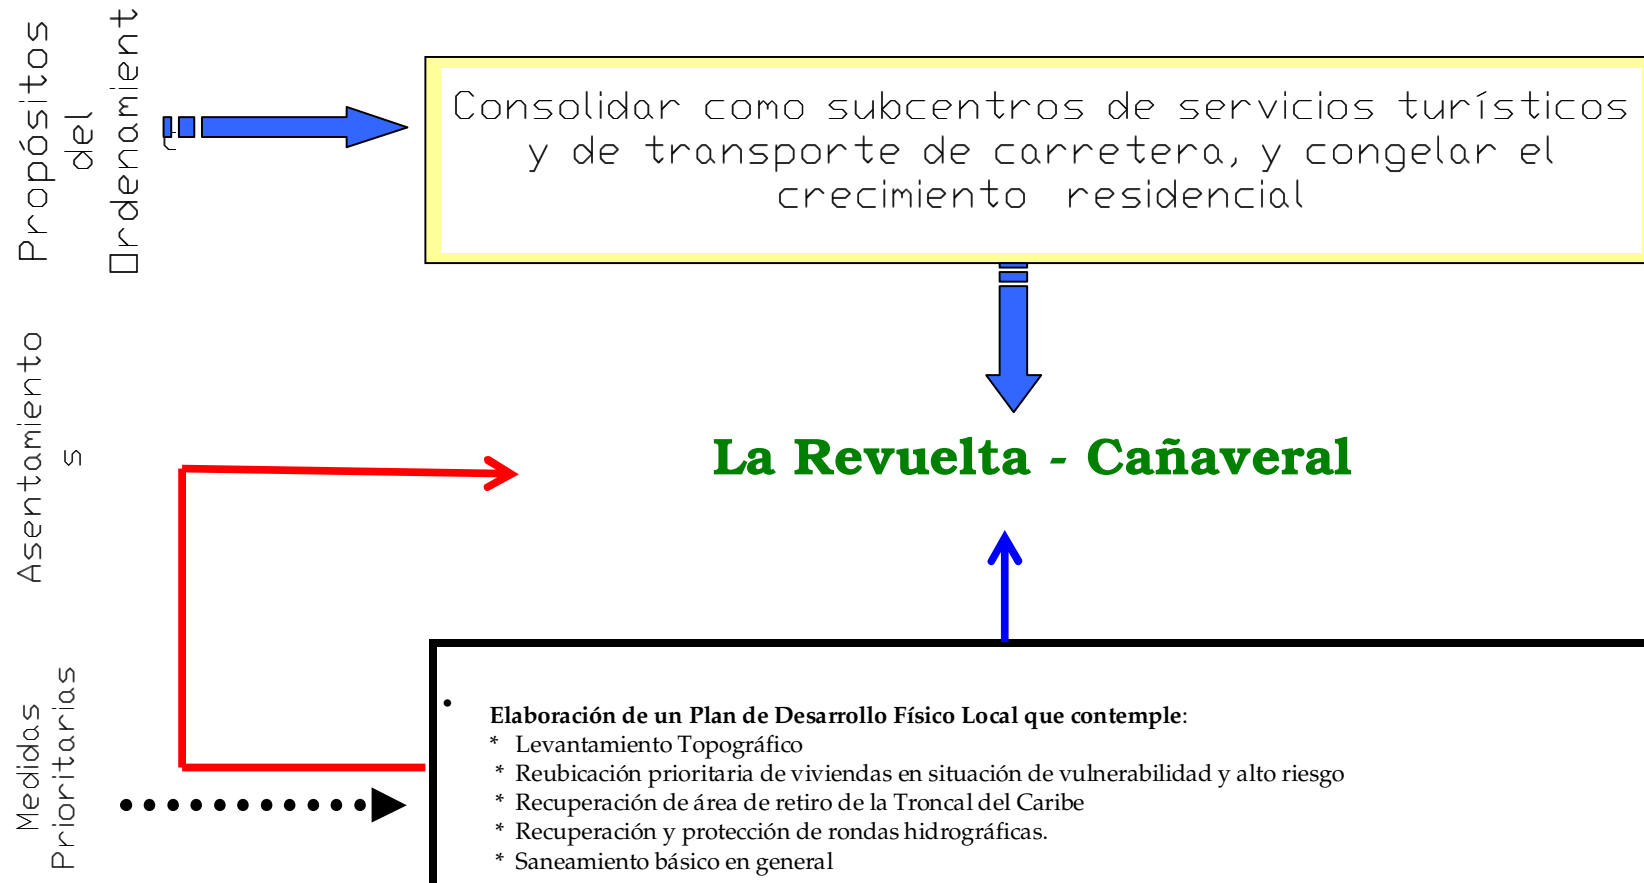 Propósitos
del
Ordenamient
Consolidar como subcentros de servicios turísticos
y de transporte de carretera, y congelar el
crecimiento residencial
Asentamiento
s
La Revuelta - Cañaveral
Medidas
Prioritarias
• Elaboración de un Plan de Desarrollo Físico Local que contemple:
* Levantamiento Topográfico
* Reubicación prioritaria de viviendas en situación de vulnerabilidad y alto riesgo
* Recuperación de área de retiro de la Troncal del Caribe
* Recuperación y protección de rondas hidrográficas.
* Saneamiento básico en general